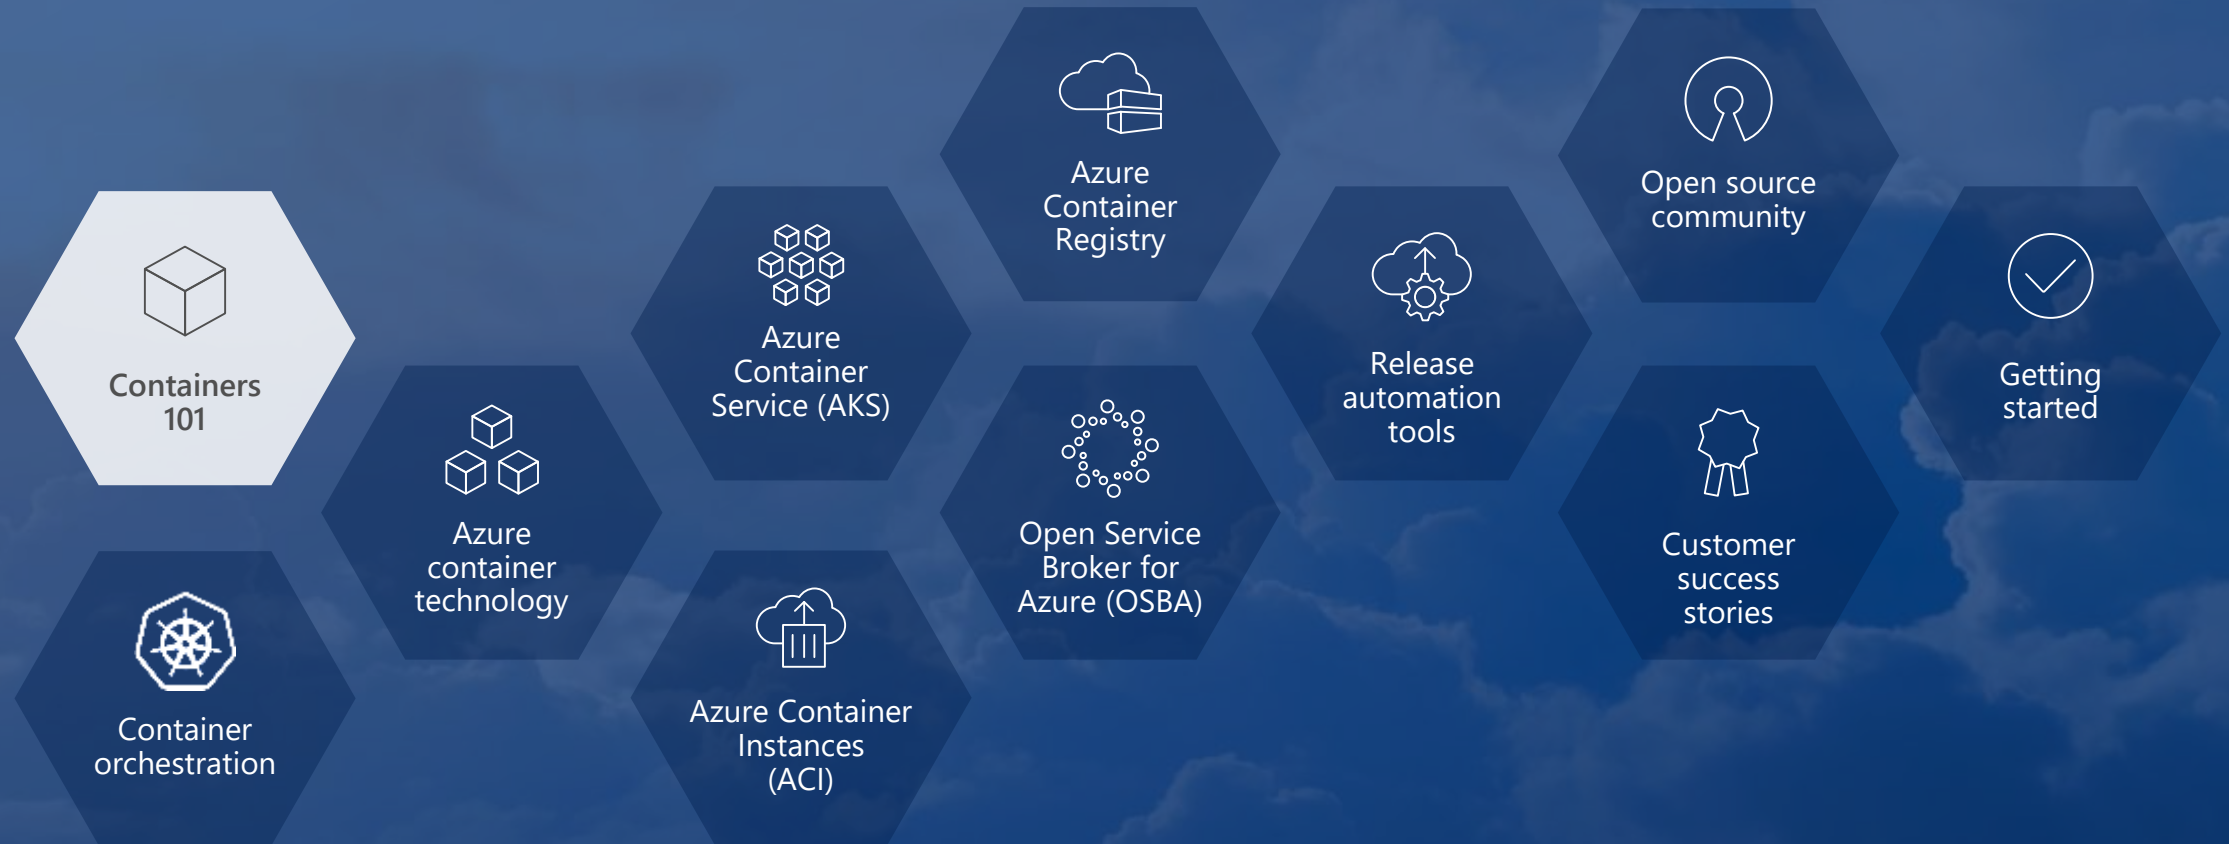 Containers
101
Container
orchestration
Azure
container
technology
Azure
Container
Service (AKS)
Azure Container
Instances
(ACI)
Azure
Container
Registry
Open Service
Broker for
Azure (OSBA)
Release
automation
tools
Open source
community
Customer
success
stories
Getting
started